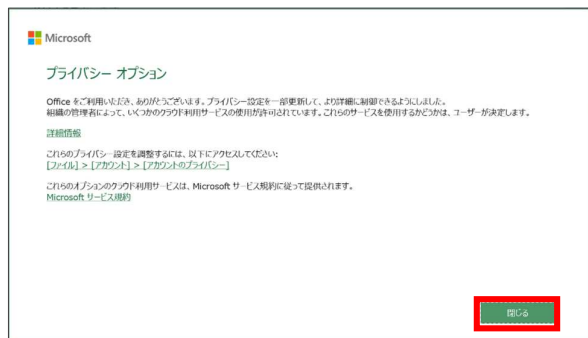 Microsoft
プライバシー オプション
Office をご利用いただき、ありがとうございます。プライバシー設定を一部更新して、より詳細に制御できるようにしました。
組織の管理者によって、いくつかのクラウド利用サービスの使用が許可されています。これらのサービスを使用するかどうかは、ユーザーが決定します。
詳細情報
これらのプライバシー設定を調整するには、以下にアクセスしてください:
[ファイル] > [アカウント] > [アカウントのプライバシー]
これらのオプションのクラウド利用サービスは、Microsoft サービス規約に従って提供されます。
Microsoft サービス規約
閉じる